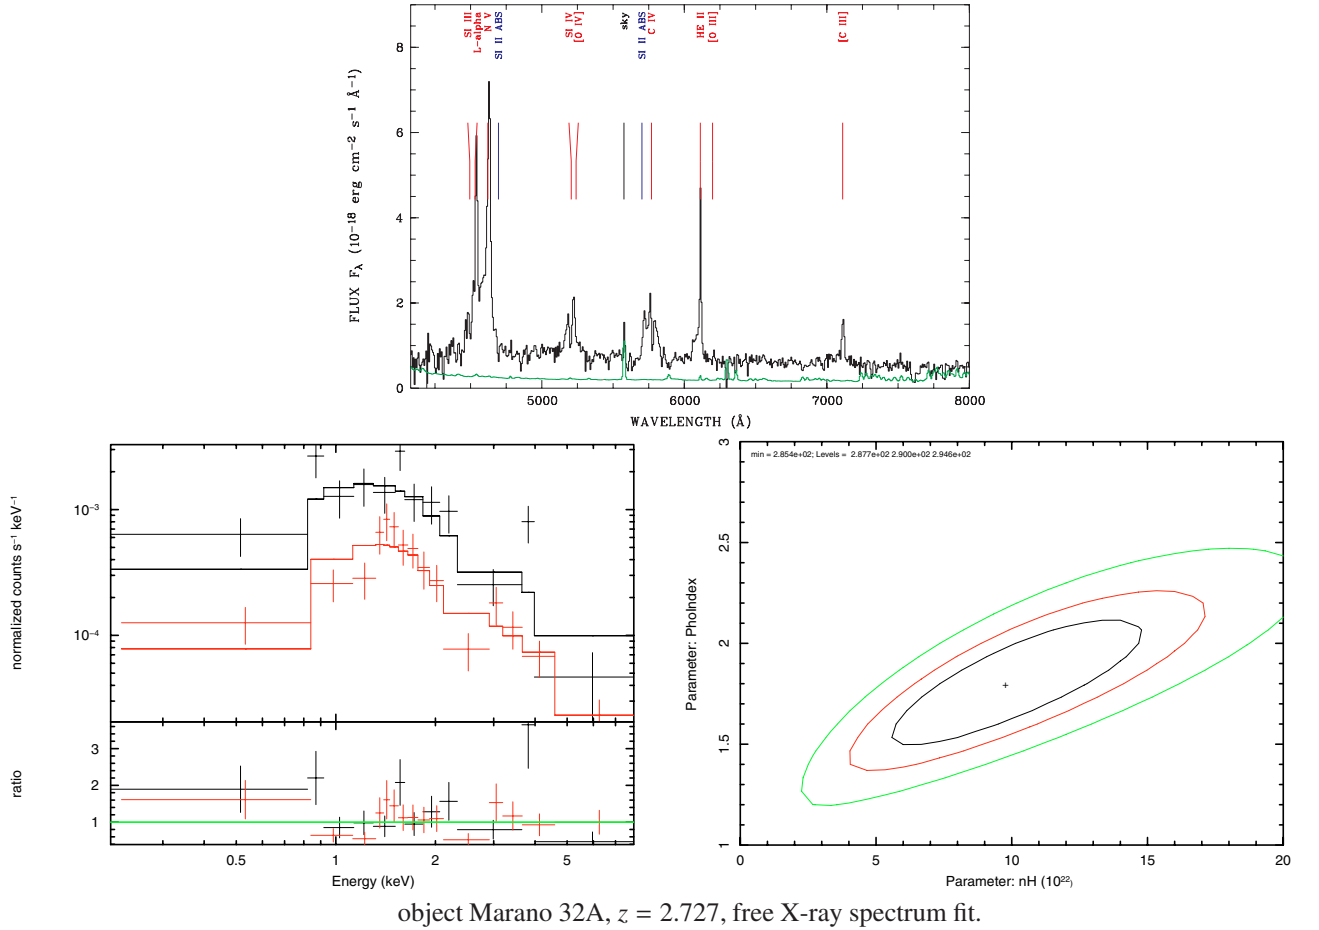 SI III
L-alpha
N V
SI II ABS
SI IV
[O IV]
sky
SI II ABS
C IV
HE II
[O III]
[C III]
FLUX Fλ (10−18 erg cm−2 s−1 Å−1)
8
6
4
2
0
5000
6000
7000
8000
WAVELENGTH (Å)
normalized counts s−1 keV−1
10−3
10−4
ratio
3
2
1
0.5
1
2
5
Energy (keV)
min = 2.854e+02; Levels = 2.877e+02 2.900e+02 2.946e+02
Parameter: PhoIndex
3
2.5
2
1.5
1
0
5
10
15
20
Parameter: nH (10²²)
object Marano 32A, z = 2.727, free X-ray spectrum fit.